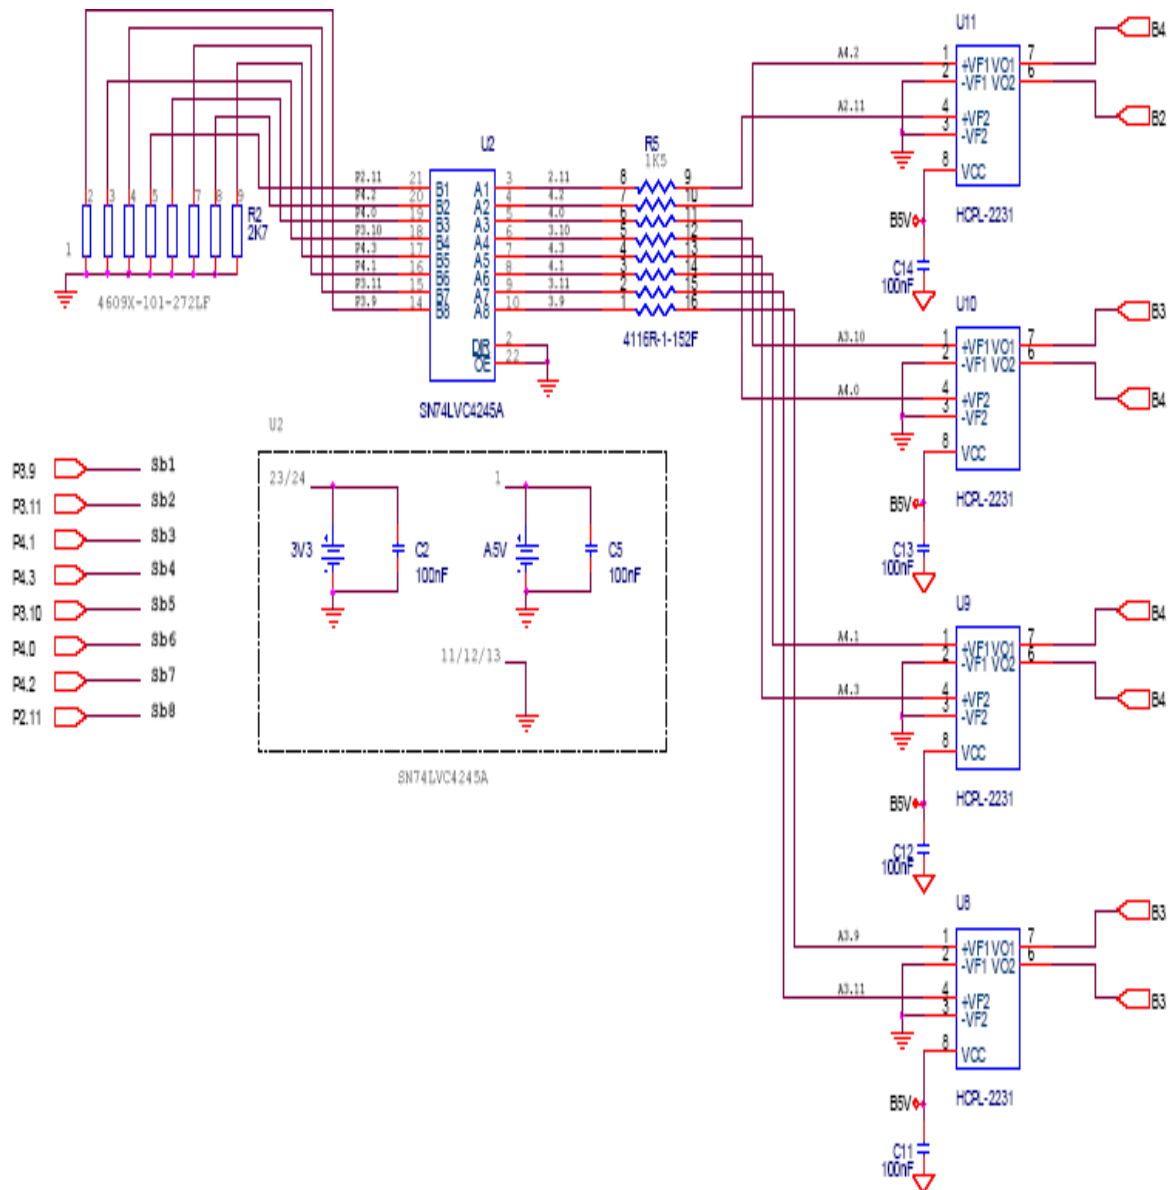 U11
B4
A4.2
1 +VF1 VO1 7
2 -VF1 VO2 6
A2.11
4 +VF2
3 -VF2
B2
8 VCC
B5V
HCPL-2231
C14
100nF
U2
R5
1K5
2 3 4 5 7 8 9
R2
2K7
1
4609X-101-272LF
P2.11 21 B1 A1 3 2.11 8 9
P4.2 20 B2 A2 4 4.2 7 10
P4.0 19 B3 A3 5 4.0 6 11
P3.10 18 B4 A4 6 3.10 5 12
P4.3 17 B5 A5 7 4.3 4 13
P4.1 16 B6 A6 8 4.1 3 14
P3.11 15 B7 A7 9 3.11 2 15
P3.9 14 B8 A8 10 3.9 1 16
DIR 2
OE 22
4116R-1-152F
SN74LVC4245A
U10
B3
A3.10
1 +VF1 VO1 7
2 -VF1 VO2 6
A4.0
4 +VF2
3 -VF2
B4
8 VCC
B5V
HCPL-2231
C13
100nF
U2
23/24
1
3V3
C2
100nF
A5V
C5
100nF
11/12/13
SN74LVC4245A
P3.9 Sb1
P3.11 Sb2
P4.1 Sb3
P4.3 Sb4
P3.10 Sb5
P4.0 Sb6
P4.2 Sb7
P2.11 Sb8
U9
B4
A4.1
1 +VF1 VO1 7
2 -VF1 VO2 6
A4.3
4 +VF2
3 -VF2
B4
8 VCC
B5V
HCPL-2231
C12
100nF
U8
B3
A3.9
1 +VF1 VO1 7
2 -VF1 VO2 6
A3.11
4 +VF2
3 -VF2
B3
8 VCC
B5V
HCPL-2231
C11
100nF